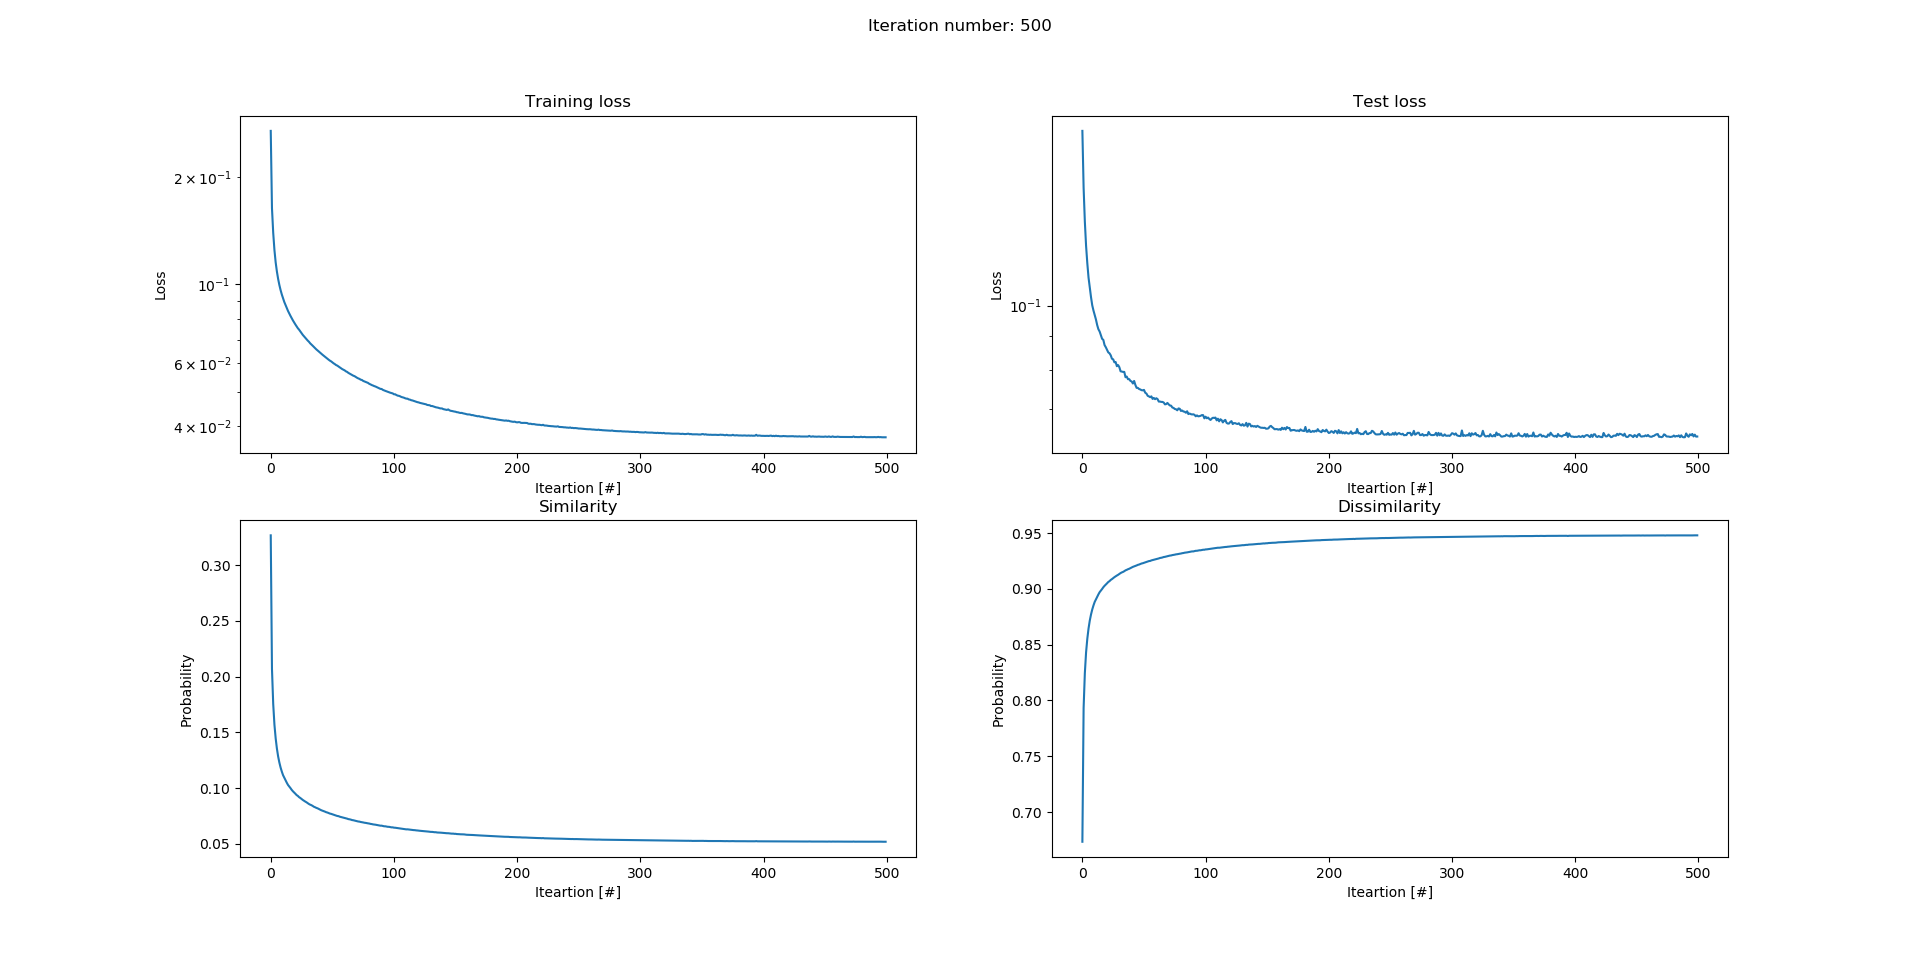 Iteration number: 500
Training loss
Loss
2 × 10⁻¹
10⁻¹
6 × 10⁻²
4 × 10⁻²
0 100 200 300 400 500
Iteartion [#]
Test loss
Loss
10⁻¹
0 100 200 300 400 500
Iteartion [#]
Similarity
Probability
0.30
0.25
0.20
0.15
0.10
0.05
0 100 200 300 400 500
Iteartion [#]
Dissimilarity
Probability
0.95
0.90
0.85
0.80
0.75
0.70
0 100 200 300 400 500
Iteartion [#]